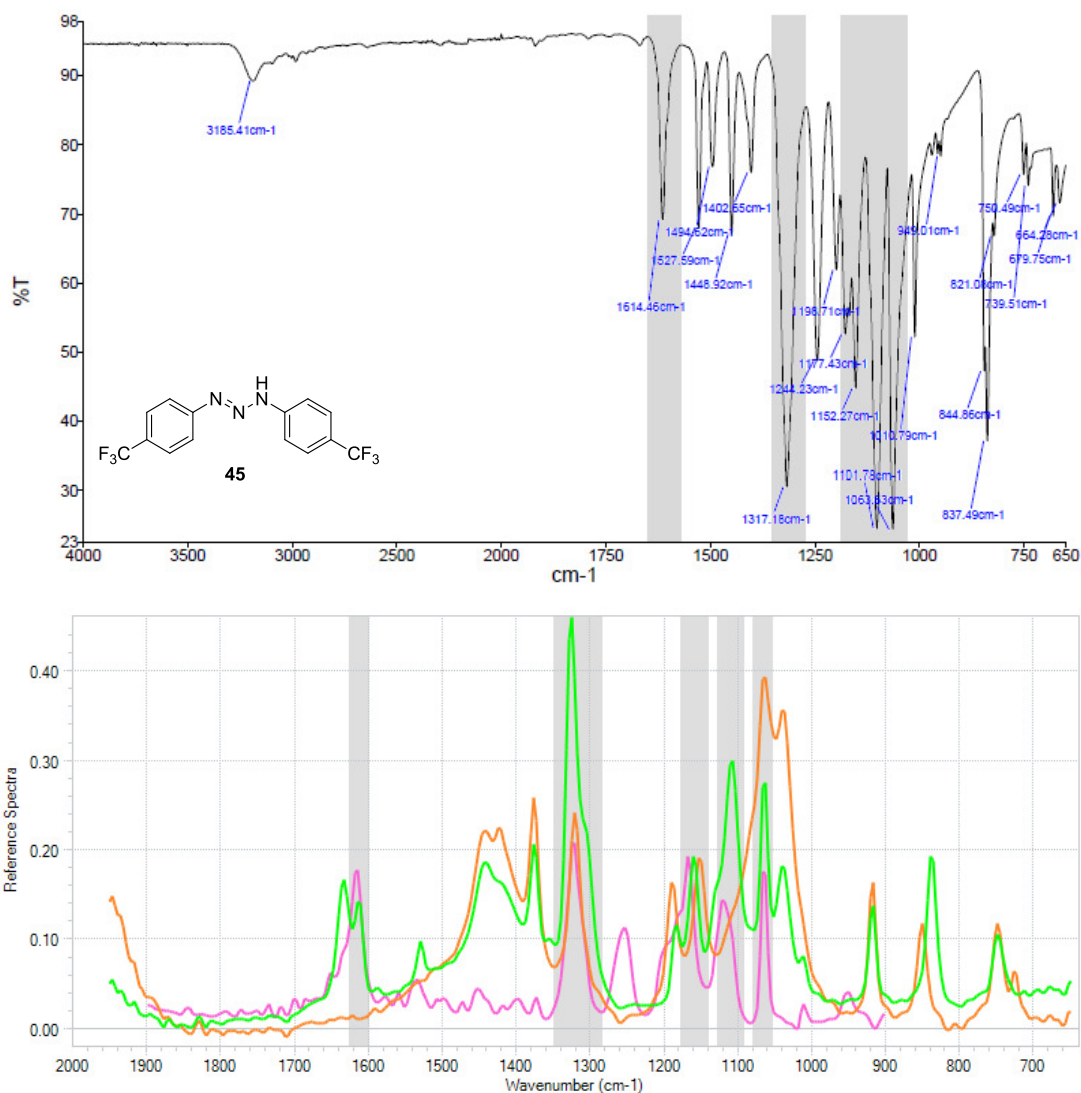 98
90
80
70
60
50
40
30
23
%T
4000
3500
3000
2500
2000
1750
1500
1250
1000
750
650
cm-1
3185.41cm-1
1614.46cm-1
1527.59cm-1
1494.62cm-1
1448.92cm-1
1402.65cm-1
1317.18cm-1
1244.23cm-1
1198.71cm-1
1177.43cm-1
1152.27cm-1
1101.78cm-1
1063.63cm-1
1010.79cm-1
949.01cm-1
844.86cm-1
837.49cm-1
821.08cm-1
750.49cm-1
739.51cm-1
679.75cm-1
664.28cm-1
H
N
N
N
F3C
CF3
45
0.40
0.30
0.20
0.10
0.00
Reference Spectra
2000 1900 1800 1700 1600 1500 1400 1300 1200 1100 1000 900 800 700
Wavenumber (cm-1)